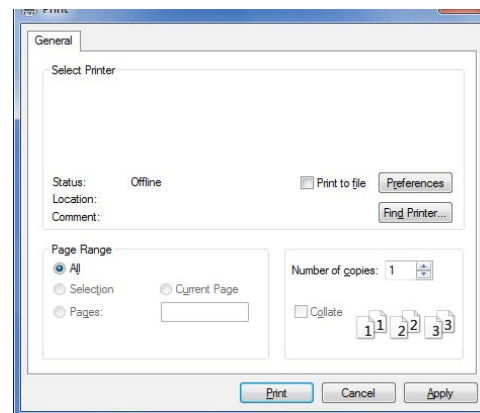 Print
General
Select Printer
Status: Offline
Print to file
Preferences
Location:
Comment:
Find Printer...
Page Range
All
Selection
Current Page
Pages:
Number of copies: 1
Collate
1 1 2 2 3 3
Print
Cancel
Apply